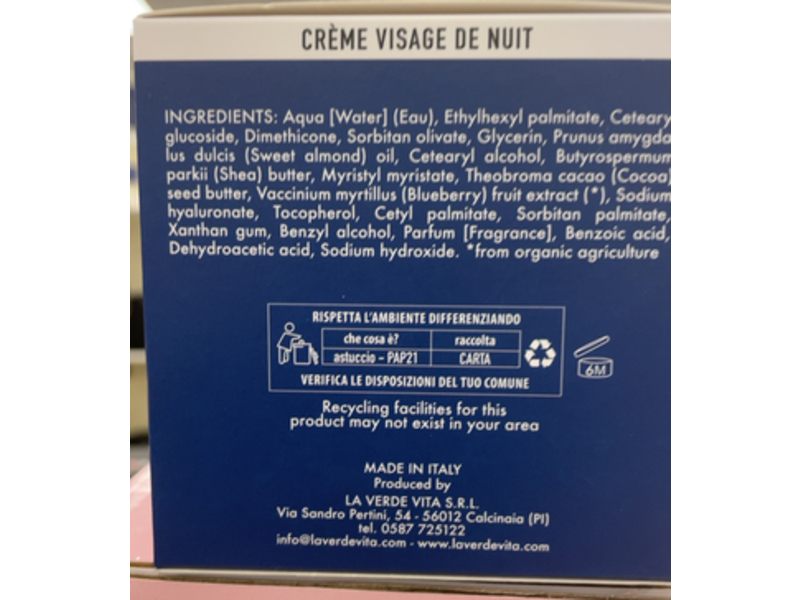 CRÈME VISAGE DE NUIT
INGREDIENTS: Aqua [Water] (Eau), Ethylhexyl palmitate, Ceteary
glucoside, Dimethicone, Sorbitan olivate, Glycerin, Prunus amygda
lus dulcis (Sweet almond) oil, Cetearyl alcohol, Butyrospermum
parkii (Shea) butter, Myristyl myristate, Theobroma cacao (Cocoa)
seed butter, Vaccinium myrtillus (Blueberry) fruit extract (*), Sodium
hyaluronate, Tocopherol, Cetyl palmitate, Sorbitan palmitate,
Xanthan gum, Benzyl alcohol, Parfum [Fragrance], Benzoic acid,
Dehydroacetic acid, Sodium hydroxide. *from organic agriculture
RISPETTA L'AMBIENTE DIFFERENZIANDO
che cosa è? raccolta
astuccio - PAP21 CARTA
VERIFICA LE DISPOSIZIONI DEL TUO COMUNE
6M
Recycling facilities for this
product may not exist in your area
MADE IN ITALY
Produced by
LA VERDE VITA S.R.L.
Via Sandro Pertini, 54 - 56012 Calcinaia (PI)
tel. 0587 725122
info@laverdevita.com - www.laverdevita.com